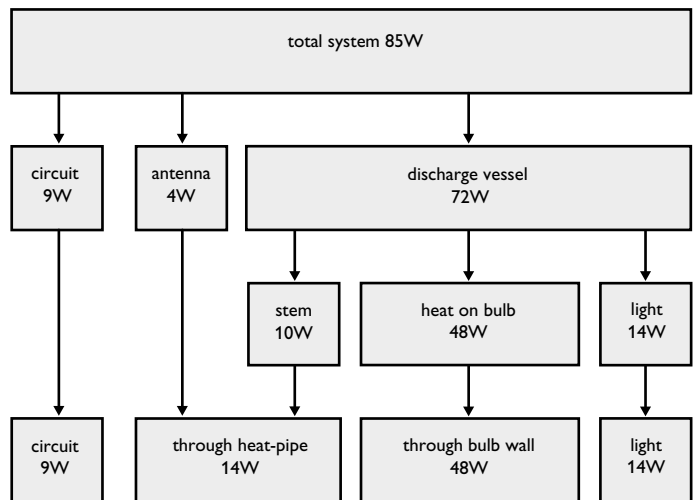 total system 85W
circuit
9W
antenna
4W
discharge vessel
72W
stem
10W
heat on bulb
48W
light
14W
circuit
9W
through heat-pipe
14W
through bulb wall
48W
light
14W